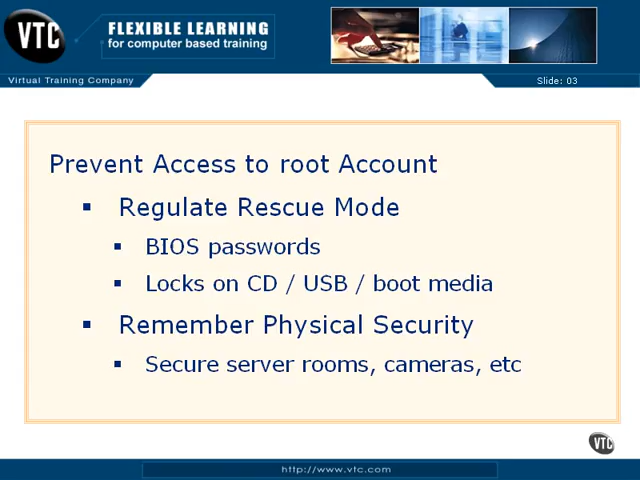 VTC
FLEXIBLE LEARNING
for computer based training
Virtual Training Company
Slide: 03
Prevent Access to root Account
▪ Regulate Rescue Mode
▪ BIOS passwords
▪ Locks on CD / USB / boot media
▪ Remember Physical Security
▪ Secure server rooms, cameras, etc
VTC
http://www.vtc.com